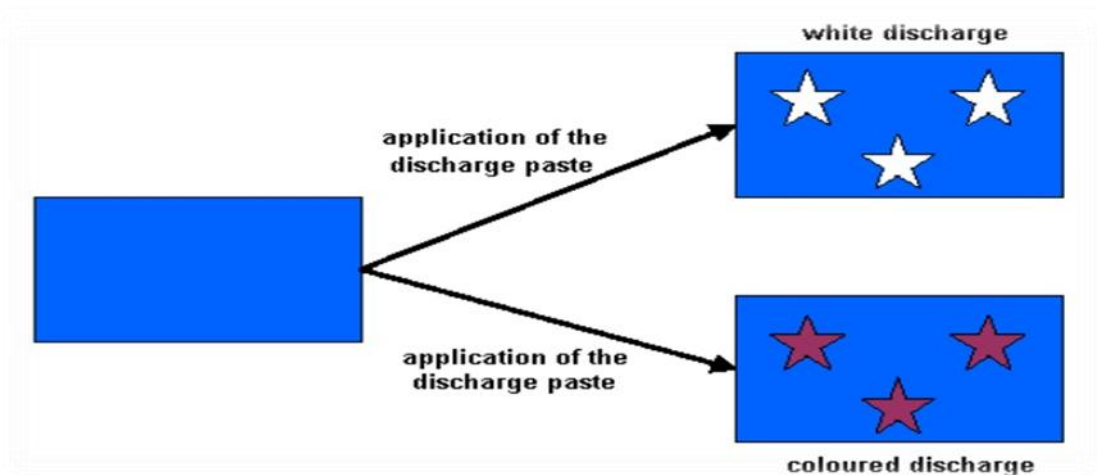 white discharge
application of the
discharge paste
application of the
discharge paste
coloured discharge